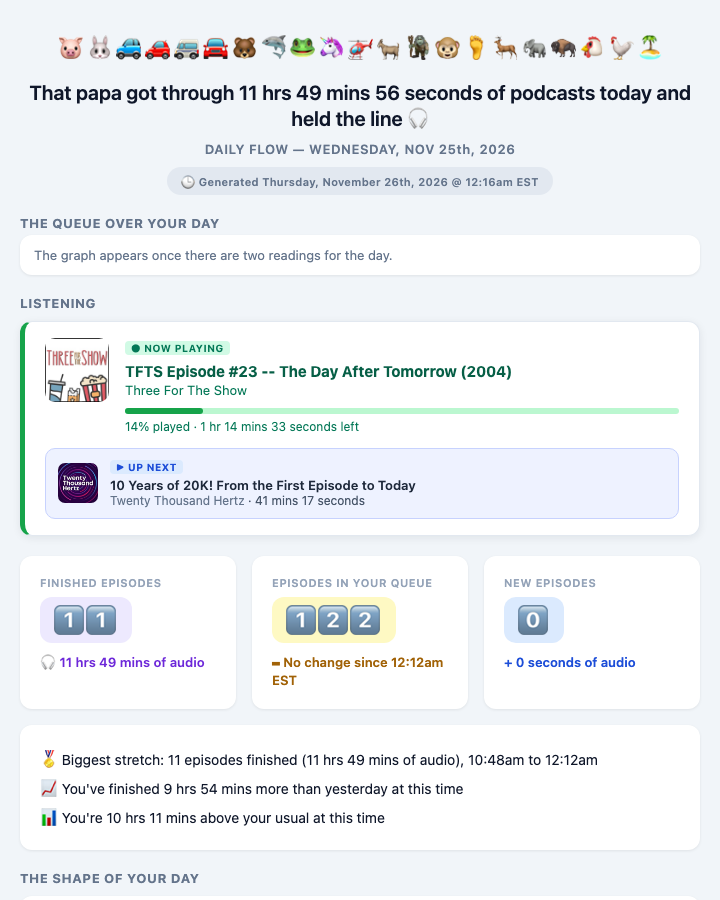 🐷🐰🚙🚗🚐🚘🐻🐬🐸🦄🚁🐐🦍🐵🦶🦌🐘🦬🐔🐓🏝️
That papa got through 11 hrs 49 mins 56 seconds of podcasts today and
held the line 🎧
DAILY FLOW — WEDNESDAY, NOV 25th, 2026
🕒 Generated Thursday, November 26th, 2026 @ 12:16am EST
THE QUEUE OVER YOUR DAY
The graph appears once there are two readings for the day.
LISTENING
THREE FOR THE SHOW
● NOW PLAYING
TFTS Episode #23 -- The Day After Tomorrow (2004)
Three For The Show
14% played · 1 hr 14 mins 33 seconds left
Twenty
Thousand
Hertz
▶ UP NEXT
10 Years of 20K! From the First Episode to Today
Twenty Thousand Hertz · 41 mins 17 seconds
FINISHED EPISODES
1️⃣1️⃣
🎧 11 hrs 49 mins of audio
EPISODES IN YOUR QUEUE
1️⃣2️⃣2️⃣
➖ No change since 12:12am
EST
NEW EPISODES
0️⃣
+ 0 seconds of audio
🏅 Biggest stretch: 11 episodes finished (11 hrs 49 mins of audio), 10:48am to 12:12am
📈 You've finished 9 hrs 54 mins more than yesterday at this time
📊 You're 10 hrs 11 mins above your usual at this time
THE SHAPE OF YOUR DAY